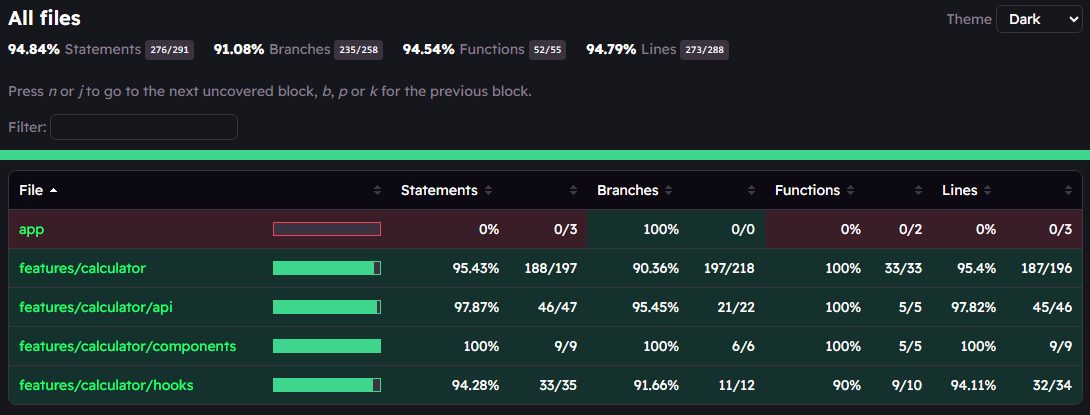 All files
Theme Dark
94.84% Statements 276/291 91.08% Branches 235/258 94.54% Functions 52/55 94.79% Lines 273/288
Press n or j to go to the next uncovered block, b, p or k for the previous block.
Filter:
File Statements Branches Functions Lines
app 0% 0/3 100% 0/0 0% 0/2 0% 0/3
features/calculator 95.43% 188/197 90.36% 197/218 100% 33/33 95.4% 187/196
features/calculator/api 97.87% 46/47 95.45% 21/22 100% 5/5 97.82% 45/46
features/calculator/components 100% 9/9 100% 6/6 100% 5/5 100% 9/9
features/calculator/hooks 94.28% 33/35 91.66% 11/12 90% 9/10 94.11% 32/34